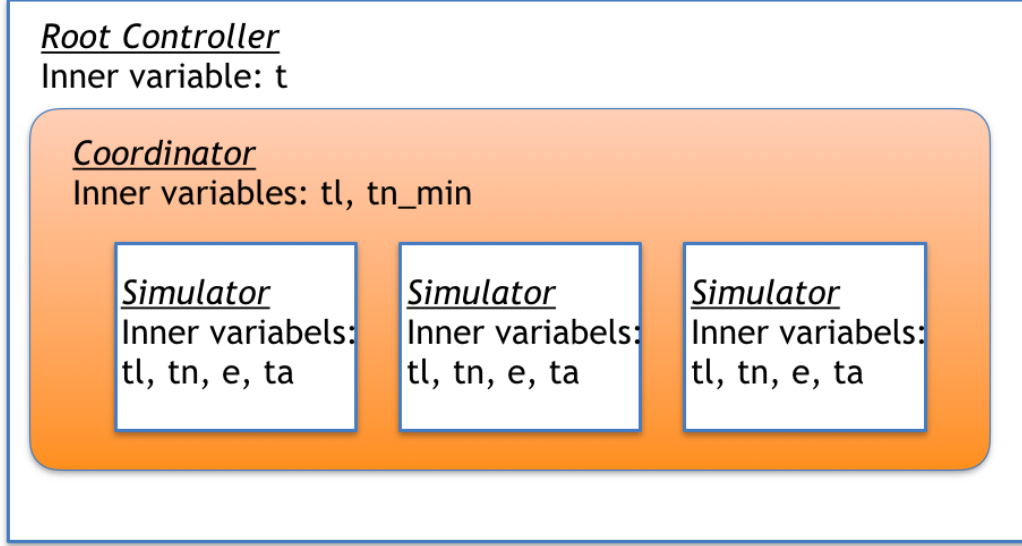 Root Controller
Inner variable: t
Coordinator
Inner variables: tl, tn_min
Simulator
Inner variabels:
tl, tn, e, ta
Simulator
Inner variabels:
tl, tn, e, ta
Simulator
Inner variabels:
tl, tn, e, ta